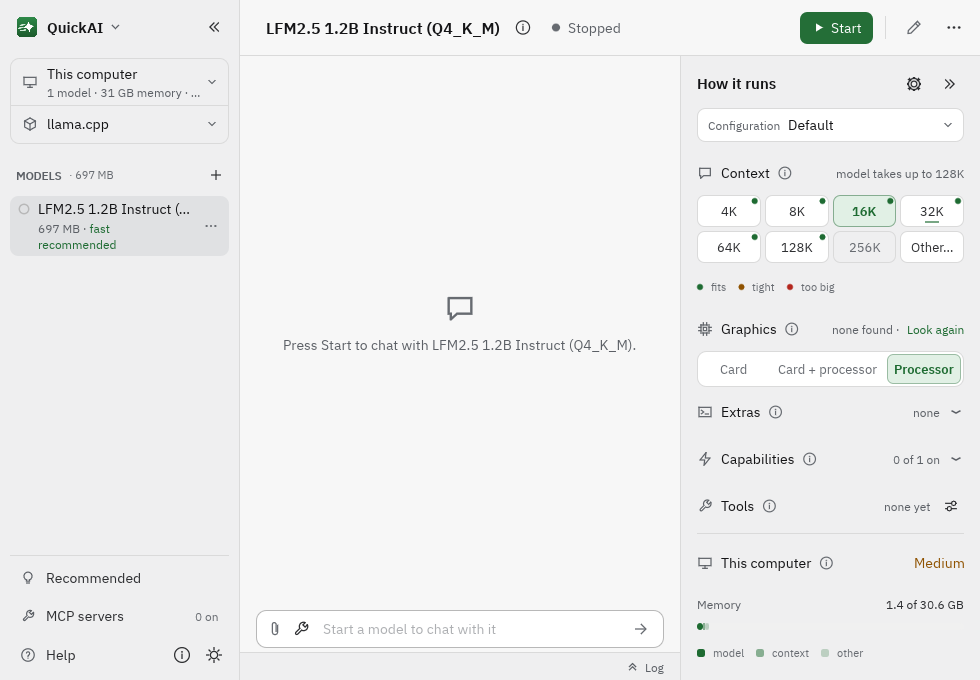 QuickAI
This computer
1 model · 31 GB memory · ...
llama.cpp
MODELS · 697 MB
LFM2.5 1.2B Instruct (...
697 MB · fast
recommended
Recommended
MCP servers 0 on
Help
LFM2.5 1.2B Instruct (Q4_K_M) Stopped Start
Press Start to chat with LFM2.5 1.2B Instruct (Q4_K_M).
Start a model to chat with it
Log
How it runs
Configuration Default
Context model takes up to 128K
4K 8K 16K 32K
64K 128K 256K Other...
fits tight too big
Graphics none found · Look again
Card Card + processor Processor
Extras none
Capabilities 0 of 1 on
Tools none yet
This computer Medium
Memory 1.4 of 30.6 GB
model context other